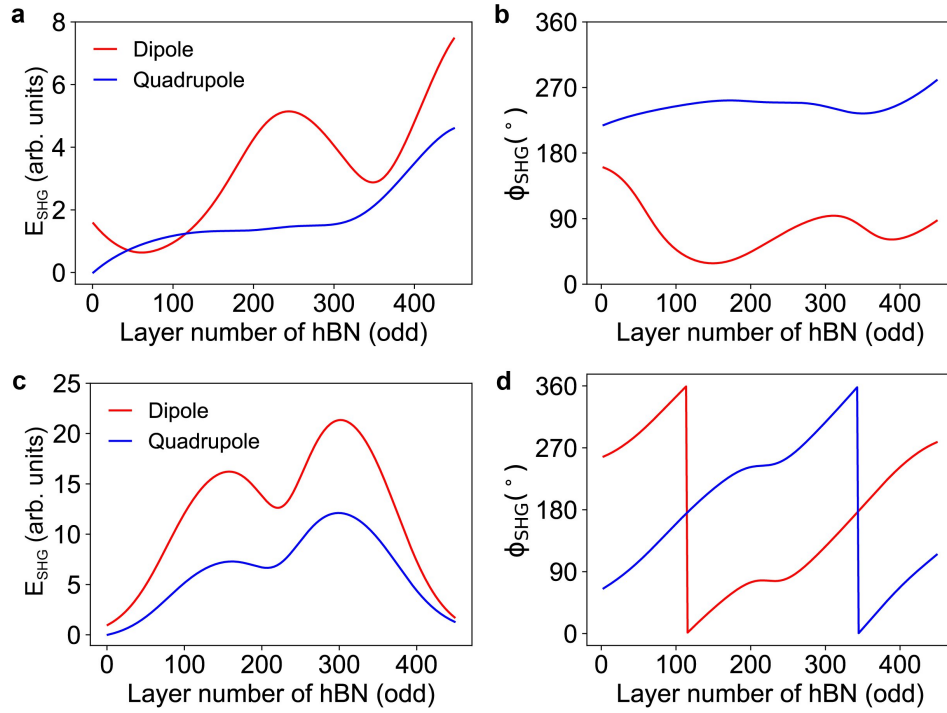 a
8
6
4
2
0
E_SHG (arb. units)
Dipole
Quadrupole
0 100 200 300 400
Layer number of hBN (odd)
b
360
270
180
90
0
ϕ_SHG(°)
0 100 200 300 400
Layer number of hBN (odd)
c
25
20
15
10
5
0
E_SHG (arb. units)
Dipole
Quadrupole
0 100 200 300 400
Layer number of hBN (odd)
d
360
270
180
90
0
ϕ_SHG(°)
0 100 200 300 400
Layer number of hBN (odd)